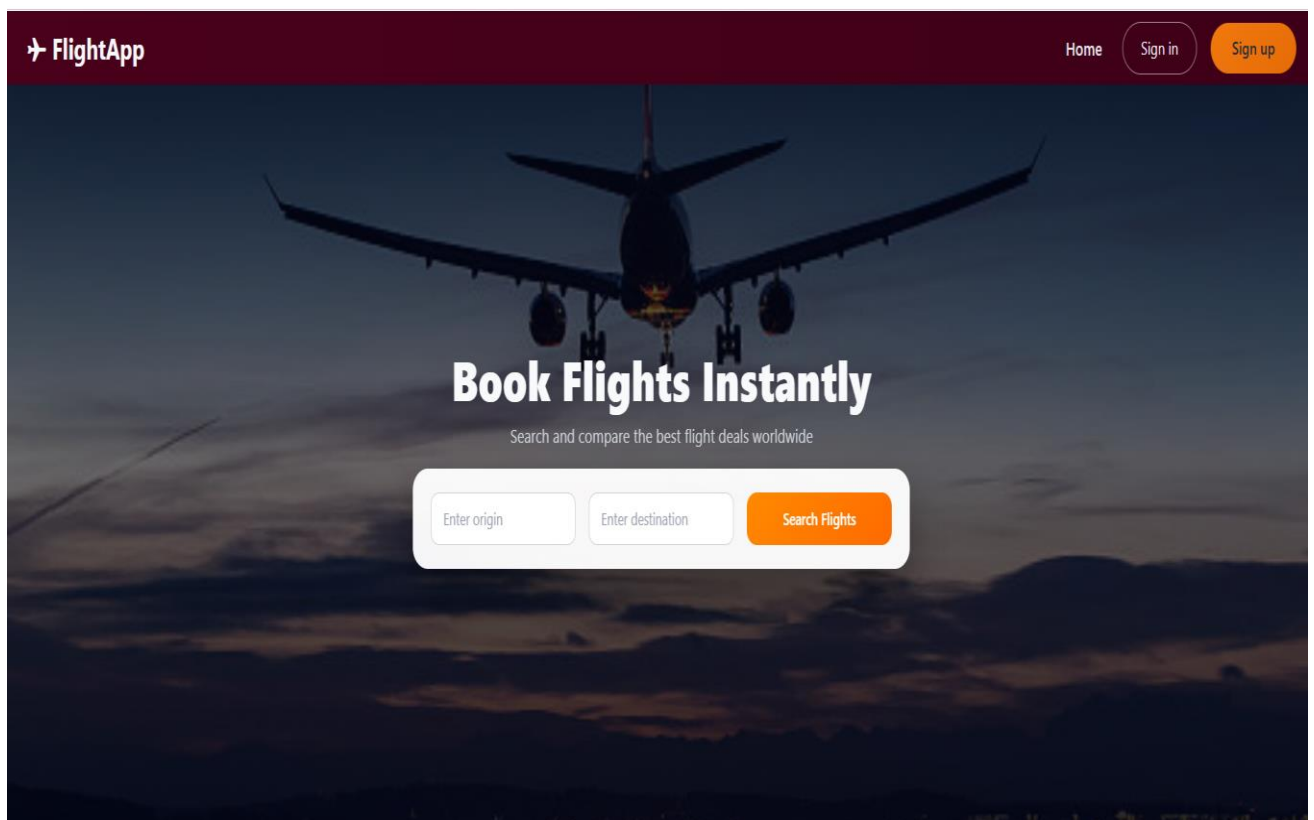 ✈ FlightApp
Home
Sign in
Sign up
Book Flights Instantly
Search and compare the best flight deals worldwide
Enter origin
Enter destination
Search Flights